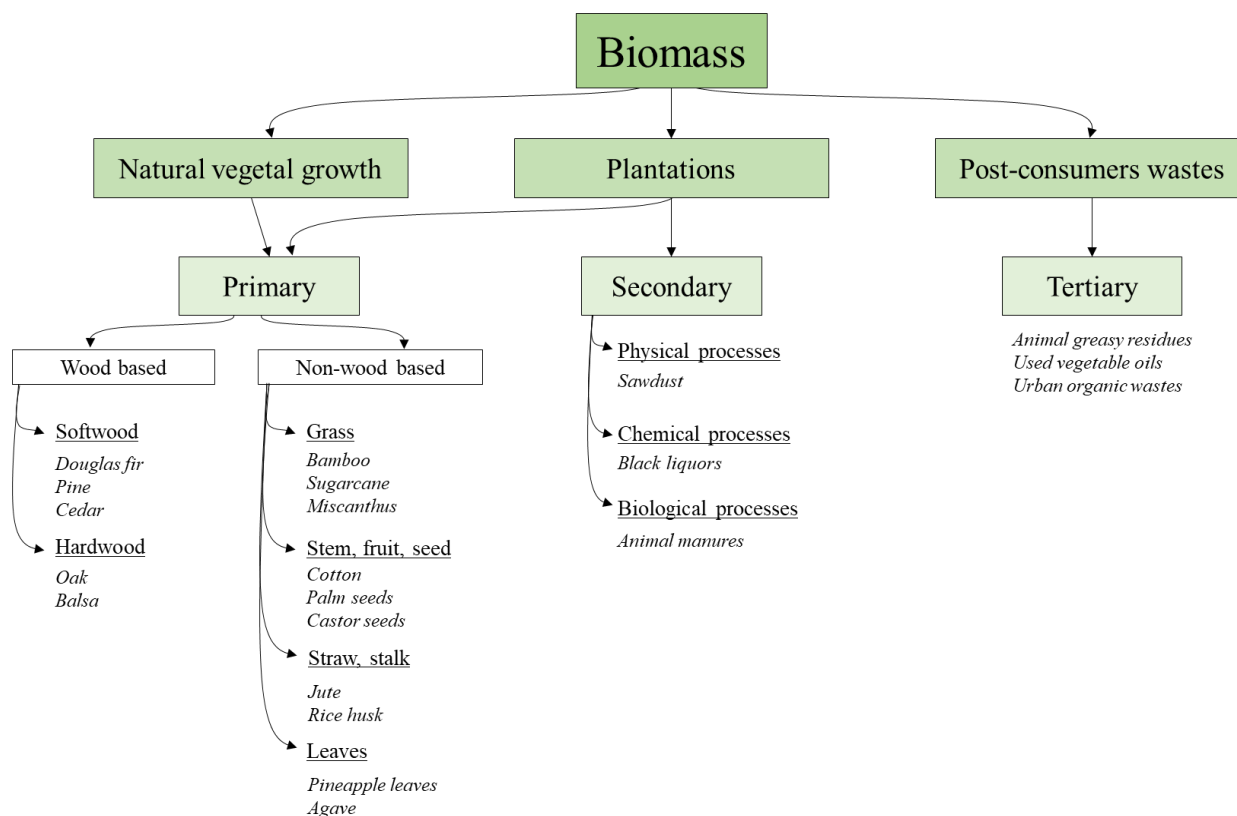 Biomass
Natural vegetal growth
Plantations
Post-consumers wastes
Primary
Secondary
Tertiary
Wood based
Non-wood based
Softwood
Douglas fir
Pine
Cedar
Hardwood
Oak
Balsa
Grass
Bamboo
Sugarcane
Miscanthus
Stem, fruit, seed
Cotton
Palm seeds
Castor seeds
Straw, stalk
Jute
Rice husk
Leaves
Pineapple leaves
Agave
Physical processes
Sawdust
Chemical processes
Black liquors
Biological processes
Animal manures
Animal greasy residues
Used vegetable oils
Urban organic wastes